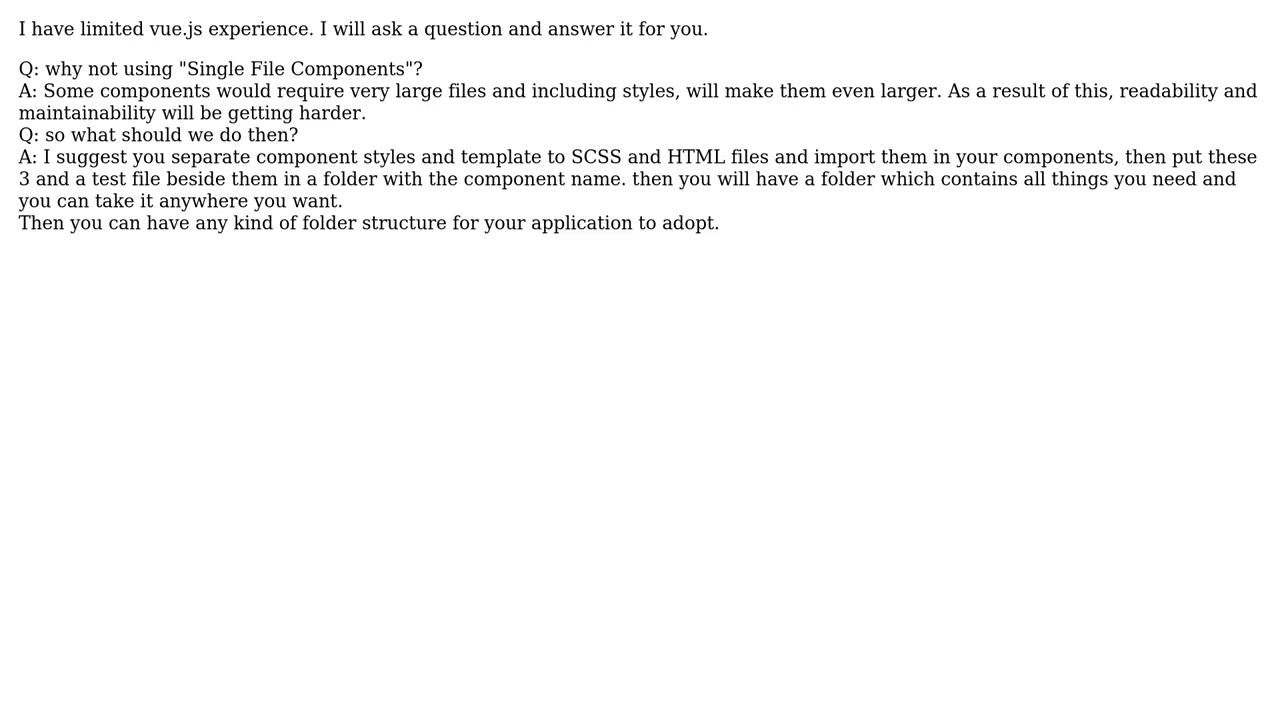 I have limited vue.js experience. I will ask a question and answer it for you.
Q: why not using "Single File Components"?
A: Some components would require very large files and including styles, will make them even larger. As a result of this, readability and
maintainability will be getting harder.
Q: so what should we do then?
A: I suggest you separate component styles and template to SCSS and HTML files and import them in your components, then put these
3 and a test file beside them in a folder with the component name. then you will have a folder which contains all things you need and
you can take it anywhere you want.
Then you can have any kind of folder structure for your application to adopt.